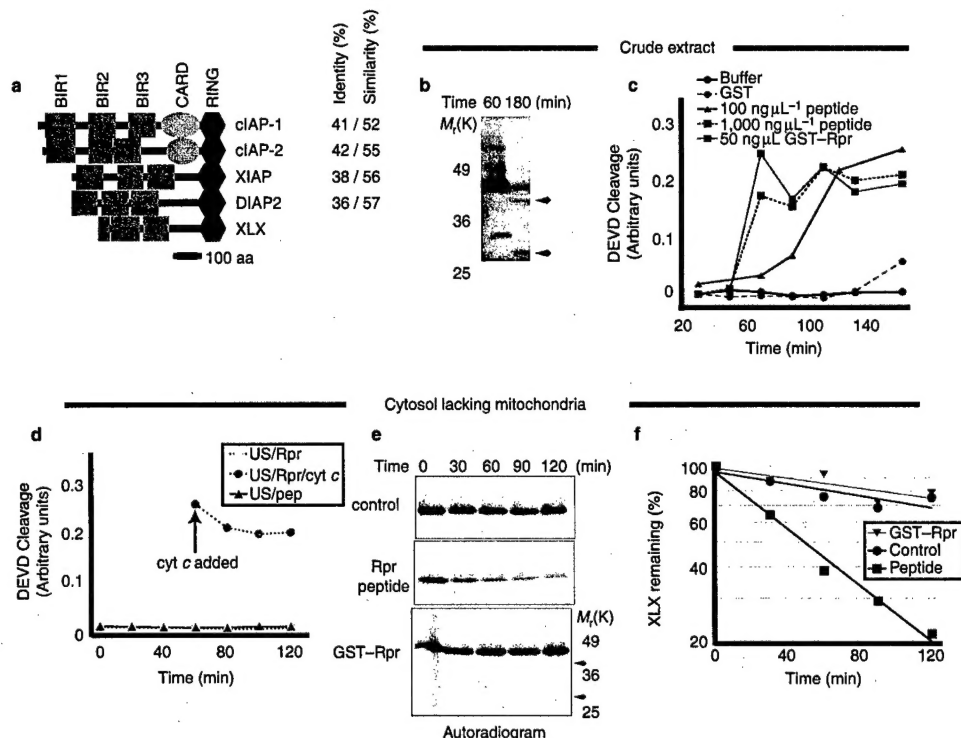 Crude extract
a
BIR1 BIR2 BIR3 CARD RING
Identity (%) Similarity (%)
cIAP-1 41 / 52
cIAP-2 42 / 55
XIAP 38 / 56
DIAP2 36 / 57
XLX
100 aa
b
Time 60 180 (min)
Mr(K)
49
36
25
c
Buffer
GST
100 ng µL–1 peptide
1,000 ng µL–1 peptide
50 ng µL GST–Rpr
DEVD Cleavage
(Arbitrary units)
0.3
0.2
0.1
0
20 60 100 140
Time (min)
Cytosol lacking mitochondria
d
US/Rpr
US/Rpr/cyt c
US/pep
DEVD Cleavage
(Arbitrary units)
0.3
0.2
0.1
0
cyt c added
0 40 80 120
Time (min)
e
Time 0 30 60 90 120 (min)
control
Rpr
peptide
GST–Rpr
Mr(K)
49
36
25
Autoradiogram
f
XLX remaining (%)
100
80
60
40
20
GST–Rpr
Control
Peptide
0 40 80 120
Time (min)